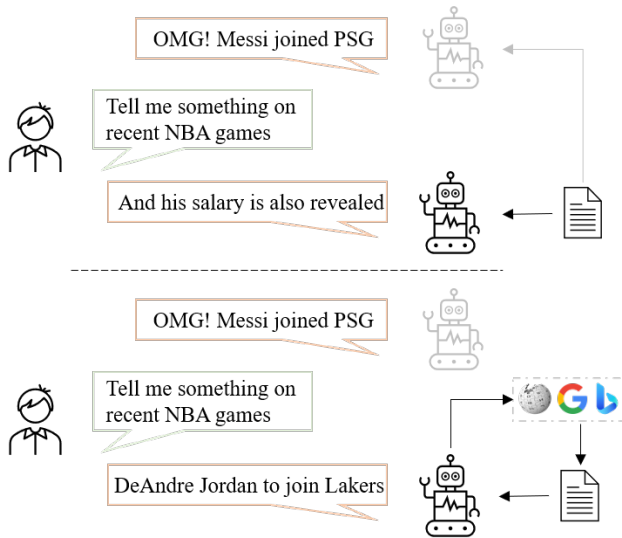 OMG! Messi joined PSG
Tell me something on
recent NBA games
And his salary is also revealed
OMG! Messi joined PSG
Tell me something on
recent NBA games
DeAndre Jordan to join Lakers